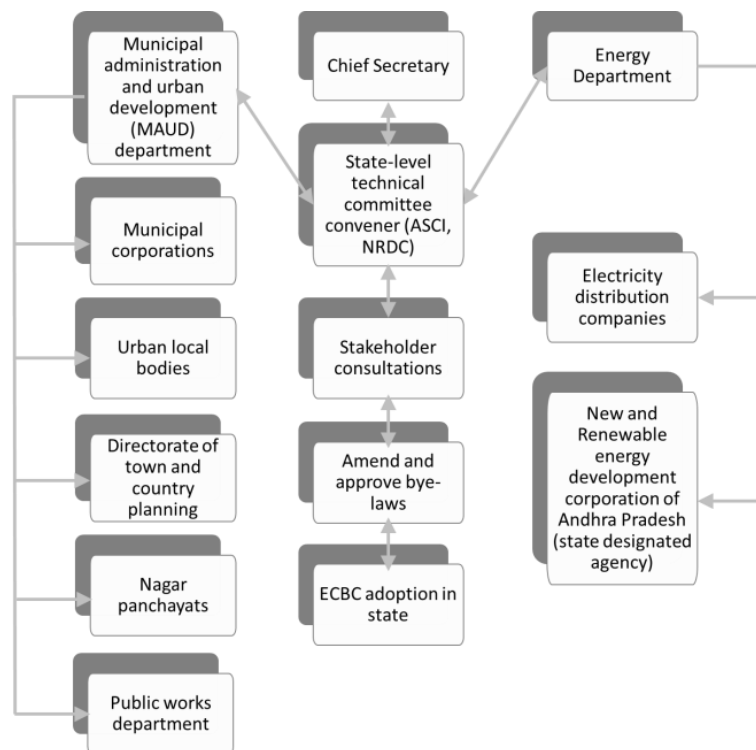 Municipal
administration
and urban
development
(MAUD)
department
Municipal
corporations
Urban local
bodies
Directorate of
town and
country
planning
Nagar
panchayats
Public works
department
Chief Secretary
State-level
technical
committee
convener (ASCI,
NRDC)
Stakeholder
consultations
Amend and
approve bye-
laws
ECBC adoption in
state
Energy
Department
Electricity
distribution
companies
New and
Renewable
energy
development
corporation of
Andhra Pradesh
(state designated
agency)